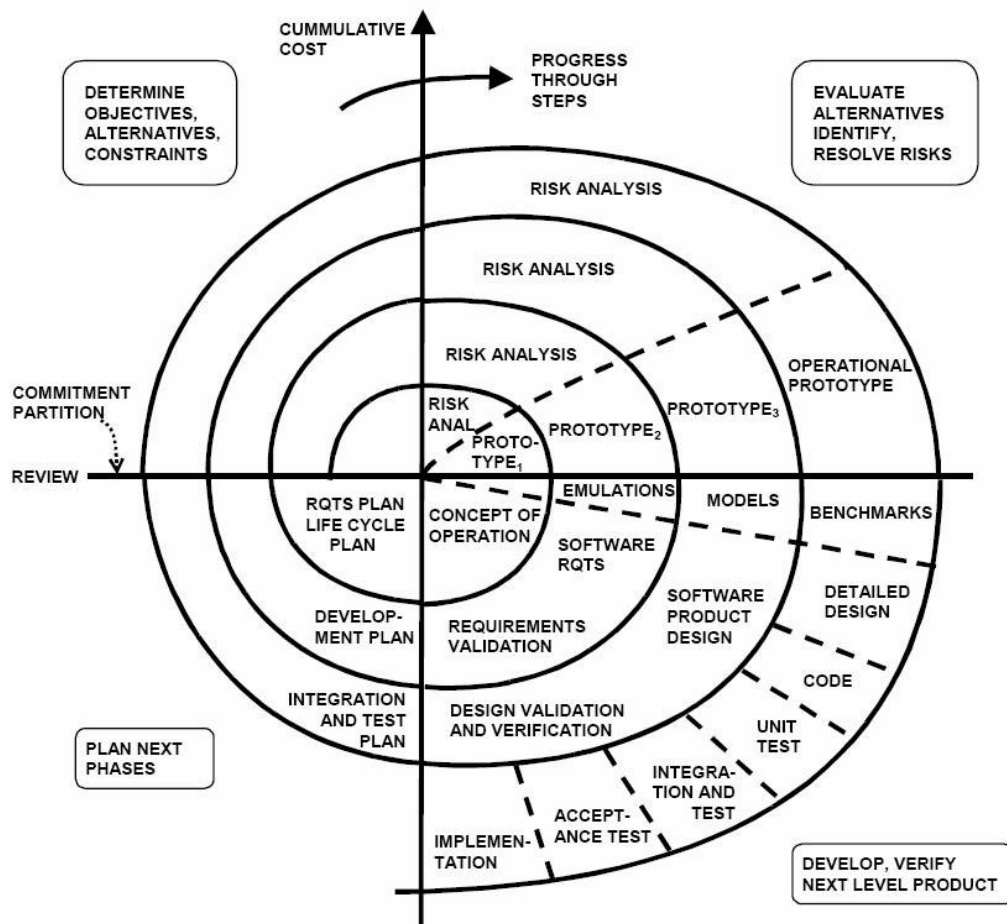 CUMMULATIVE
COST
PROGRESS
THROUGH
STEPS
DETERMINE
OBJECTIVES,
ALTERNATIVES,
CONSTRAINTS
EVALUATE
ALTERNATIVES
IDENTIFY,
RESOLVE RISKS
RISK ANALYSIS
RISK ANALYSIS
RISK ANALYSIS
RISK
ANAL
PROTO-
TYPE₁
PROTOTYPE₂
PROTOTYPE₃
OPERATIONAL
PROTOTYPE
COMMITMENT
PARTITION
REVIEW
RQTS PLAN
LIFE CYCLE
PLAN
CONCEPT OF
OPERATION
EMULATIONS
MODELS
BENCHMARKS
SOFTWARE
RQTS
SOFTWARE
PRODUCT
DESIGN
DETAILED
DESIGN
DEVELOP-
MENT PLAN
REQUIREMENTS
VALIDATION
CODE
INTEGRATION
AND TEST
PLAN
DESIGN VALIDATION
AND VERIFICATION
UNIT
TEST
PLAN NEXT
PHASES
INTEGRA-
TION AND
TEST
ACCEPT-
ANCE TEST
IMPLEMEN-
TATION
DEVELOP, VERIFY
NEXT LEVEL PRODUCT